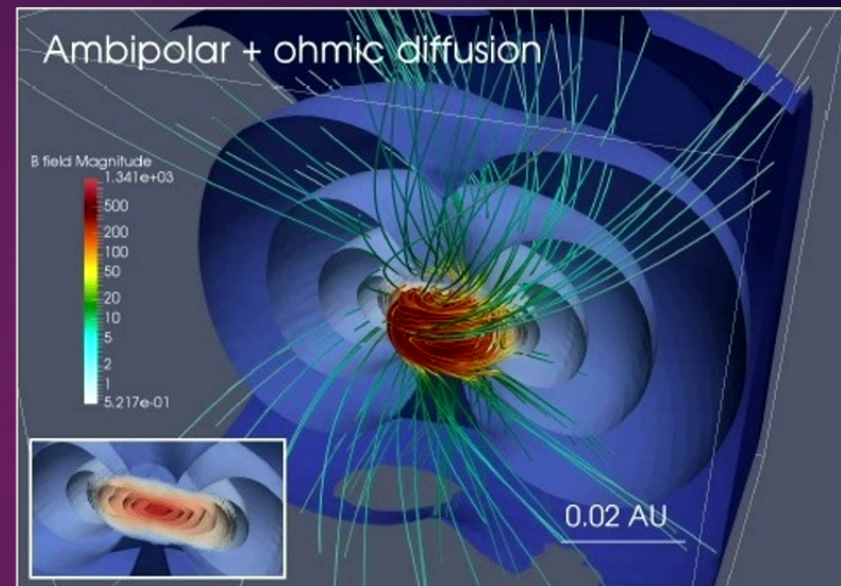 Ambipolar + ohmic diffusion
B field Magnitude
1.341e+03
500
200
100
50
20
10
5
2
1
5.217e-01
0.02 AU